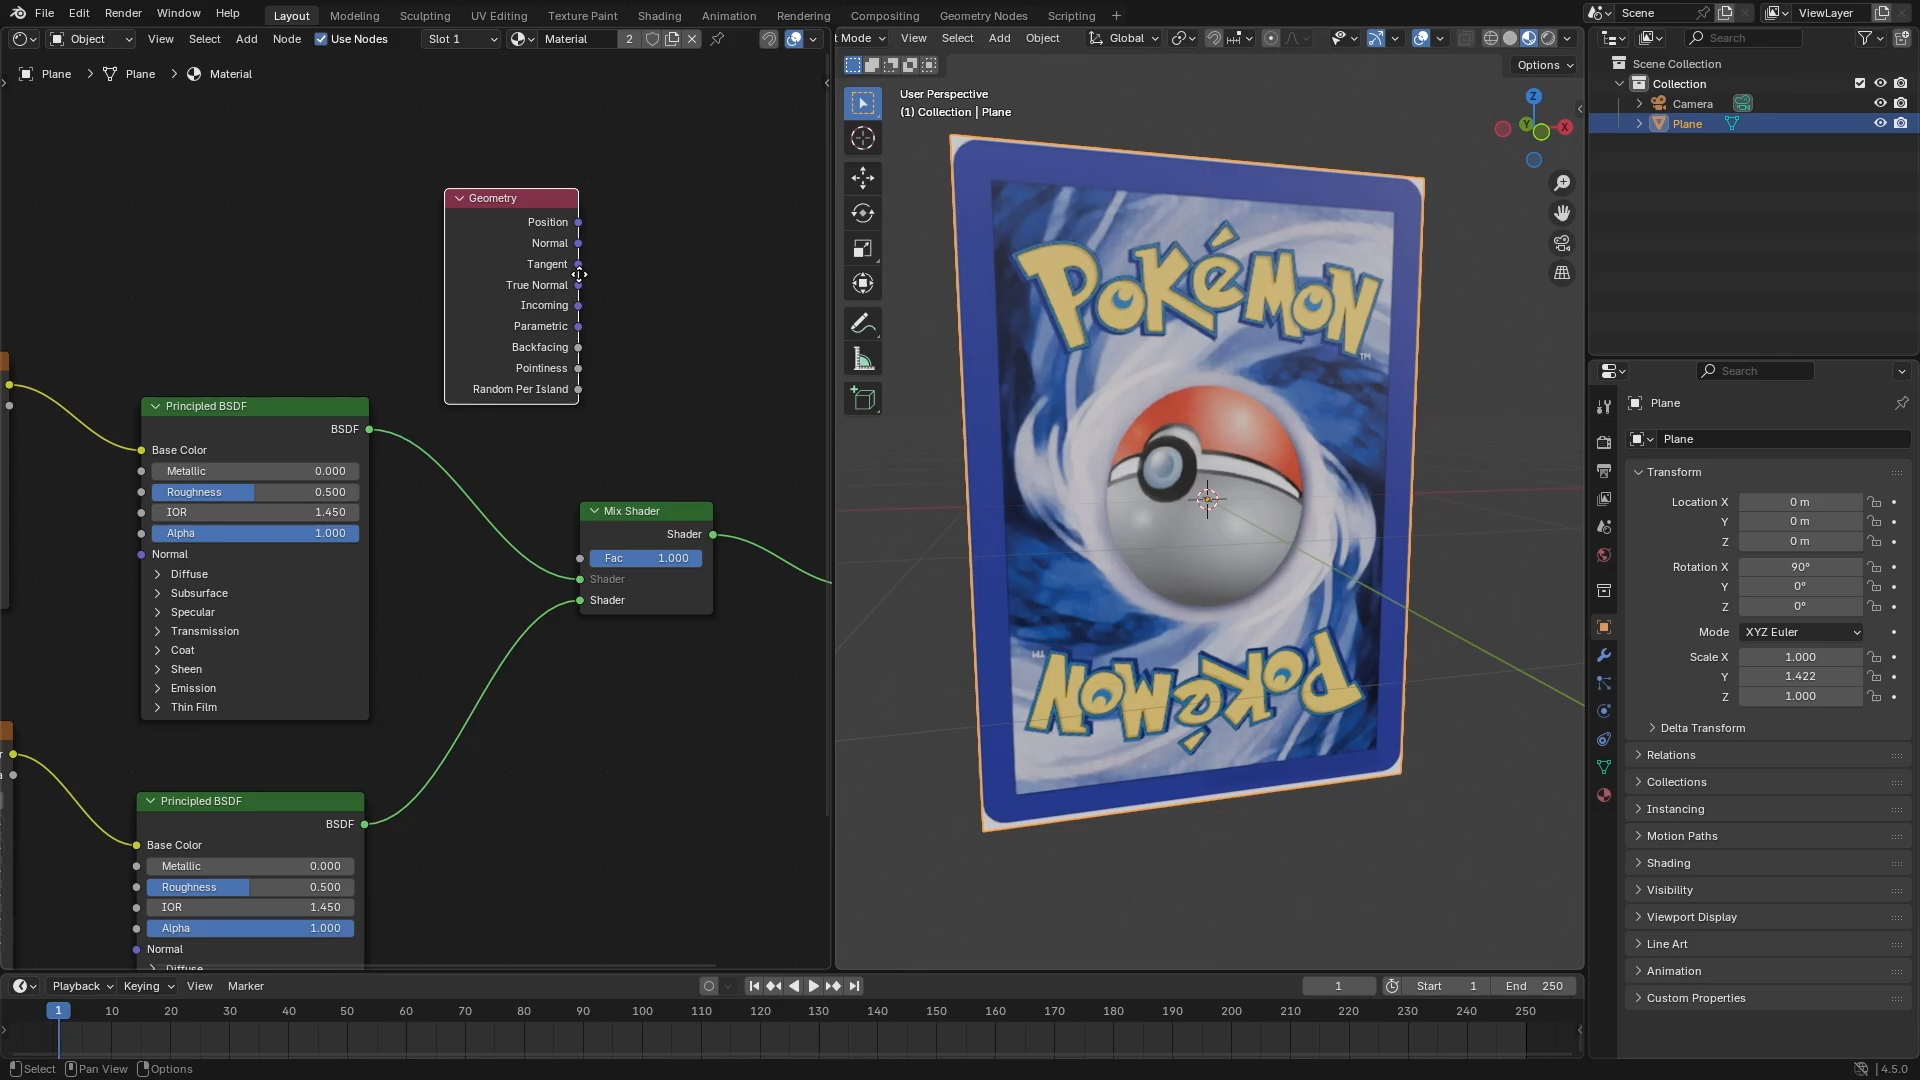 File Edit Render Window Help Layout Modeling Sculpting UV Editing Texture Paint Shading Animation Rendering Compositing Geometry Nodes Scripting + Scene ViewLayer
Object View Select Add Node Use Nodes Slot 1 Material 2
t Mode View Select Add Object Global
Search
Options
Plane > Plane > Material
User Perspective
(1) Collection | Plane
Scene Collection
Collection
Camera
Plane
Z
Y
X
Geometry
Position
Normal
Tangent
True Normal
Incoming
Parametric
Backfacing
Pointiness
Random Per Island
Principled BSDF
BSDF
Base Color
Metallic 0.000
Roughness 0.500
IOR 1.450
Alpha 1.000
Normal
Diffuse
Subsurface
Specular
Transmission
Coat
Sheen
Emission
Thin Film
Mix Shader
Shader
Fac 1.000
Shader
Shader
Principled BSDF
BSDF
Base Color
Metallic 0.000
Roughness 0.500
IOR 1.450
Alpha 1.000
Normal
Diffuse
r
a
POKéMON
TM
POKéMON
TM
Search
Plane
Plane
Transform
Location X 0 m
Y 0 m
Z 0 m
Rotation X 90°
Y 0°
Z 0°
Mode XYZ Euler
Scale X 1.000
Y 1.422
Z 1.000
Delta Transform
Relations
Collections
Instancing
Motion Paths
Shading
Visibility
Viewport Display
Line Art
Animation
Custom Properties
Playback Keying View Marker 1 Start 1 End 250
1 10 20 30 40 50 60 70 80 90 100 110 120 130 140 150 160 170 180 190 200 210 220 230 240 250
Select Pan View Options 4.5.0